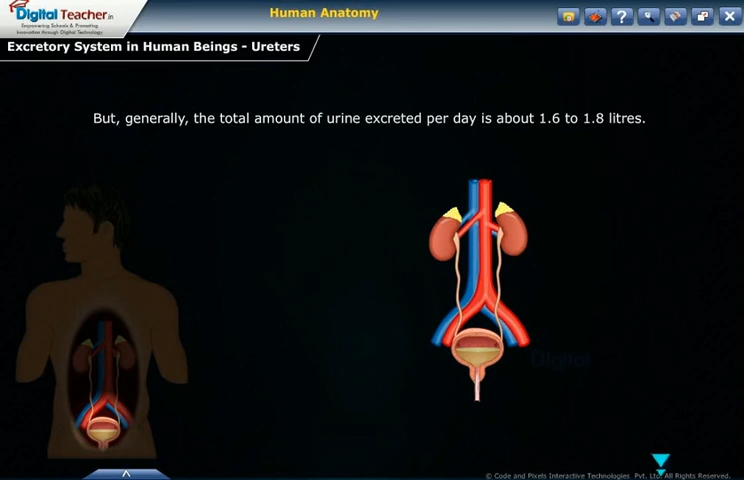 Digital Teacher.in
Empowering Schools & Promoting
Innovation through Digital Technology
Human Anatomy
?
Excretory System in Human Beings - Ureters
But, generally, the total amount of urine excreted per day is about 1.6 to 1.8 litres.
Digital
© Code and Pixels Interactive Technologies Pvt. Ltd. All Rights Reserved.